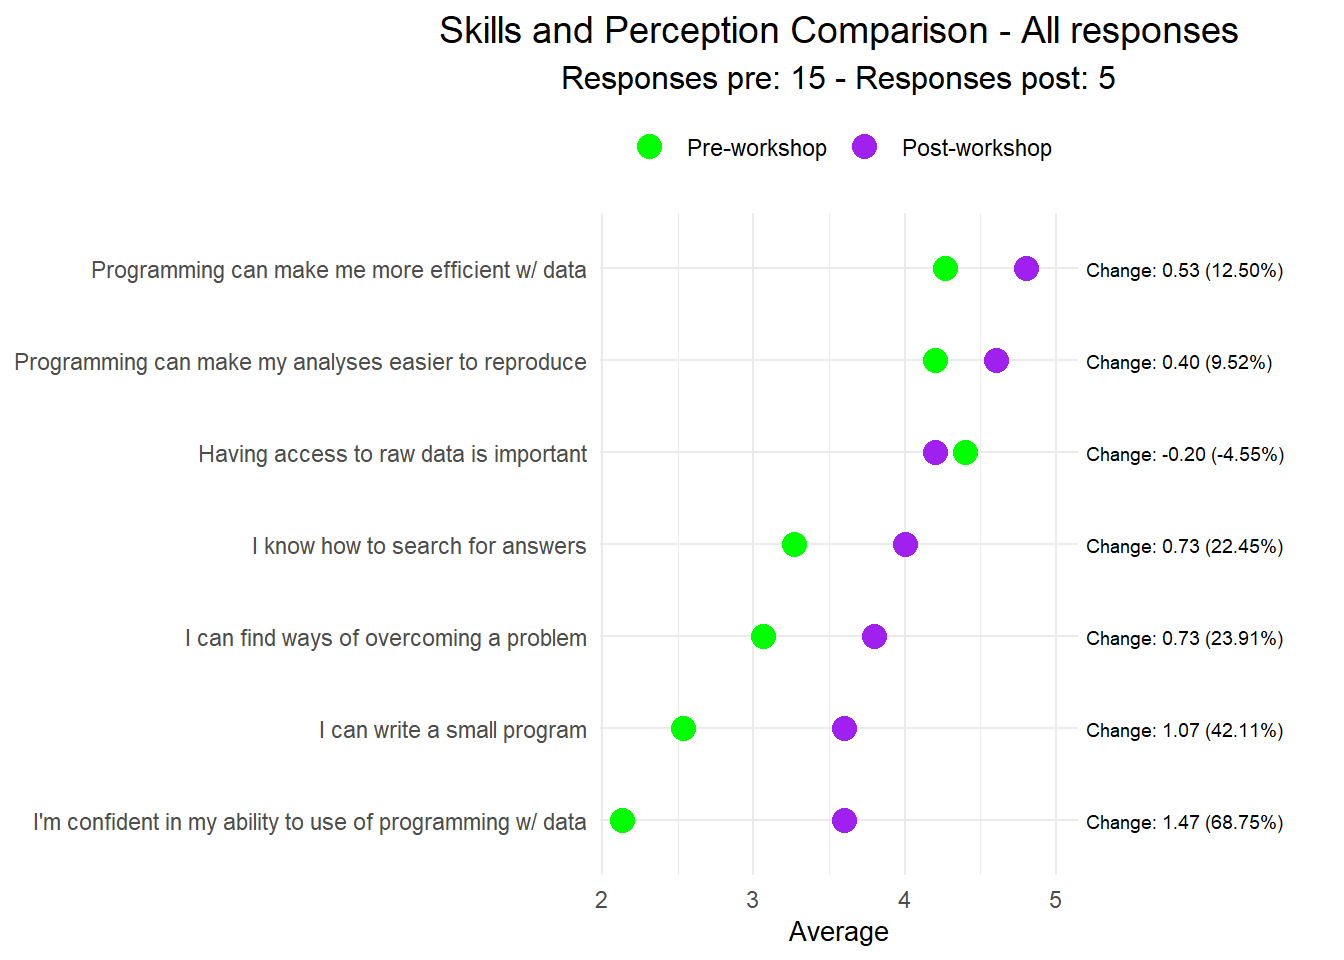 Skills and Perception Comparison - All responses
Responses pre: 15 - Responses post: 5
Pre-workshop Post-workshop
Programming can make me more efficient w/ data Change: 0.53 (12.50%)
Programming can make my analyses easier to reproduce Change: 0.40 (9.52%)
Having access to raw data is important Change: -0.20 (-4.55%)
I know how to search for answers Change: 0.73 (22.45%)
I can find ways of overcoming a problem Change: 0.73 (23.91%)
I can write a small program Change: 1.07 (42.11%)
I'm confident in my ability to use of programming w/ data Change: 1.47 (68.75%)
2 3 4 5
Average